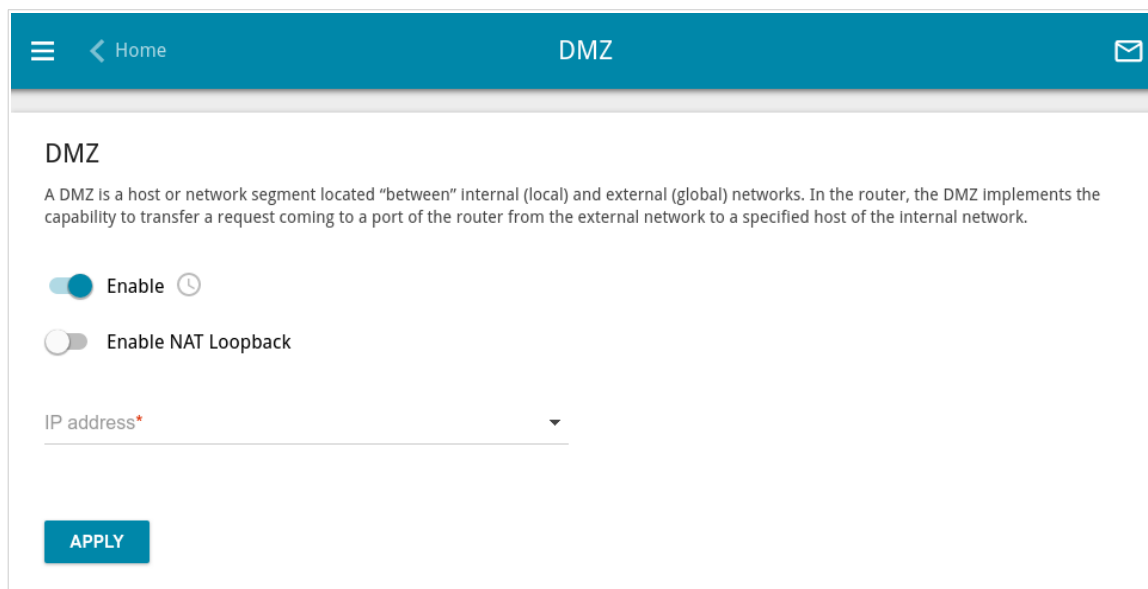 Home
DMZ
DMZ
A DMZ is a host or network segment located “between” internal (local) and external (global) networks. In the router, the DMZ implements the
capability to transfer a request coming to a port of the router from the external network to a specified host of the internal network.
Enable
Enable NAT Loopback
IP address*
APPLY